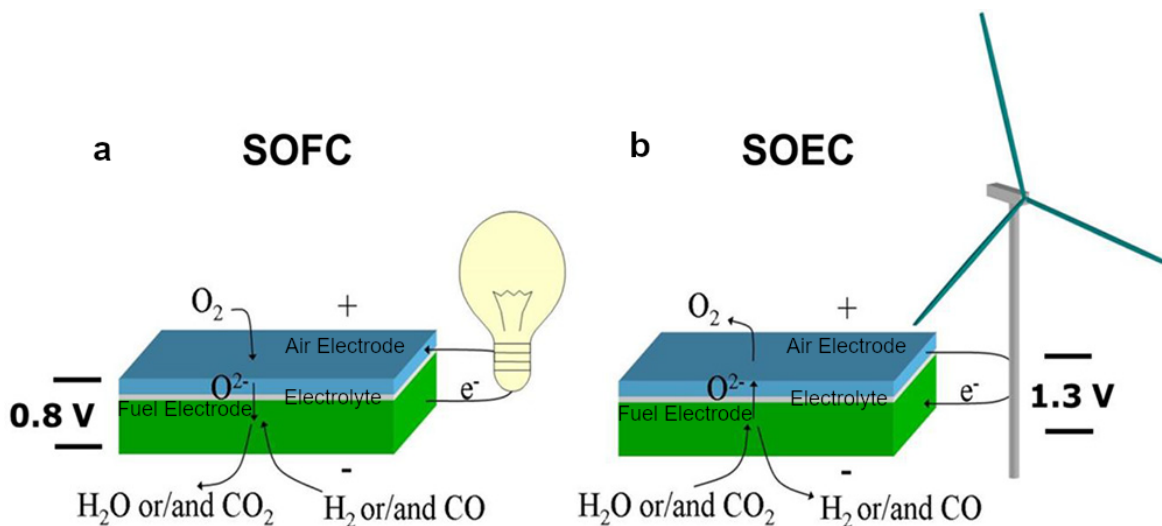 a
SOFC
O₂
+
Air Electrode
O²⁻
Electrolyte
e⁻
Fuel Electrode
0.8 V
-
H₂O or/and CO₂
H₂ or/and CO
b
SOEC
O₂
+
Air Electrode
O²⁻
Electrolyte
e⁻
Fuel Electrode
1.3 V
-
H₂O or/and CO₂
H₂ or/and CO